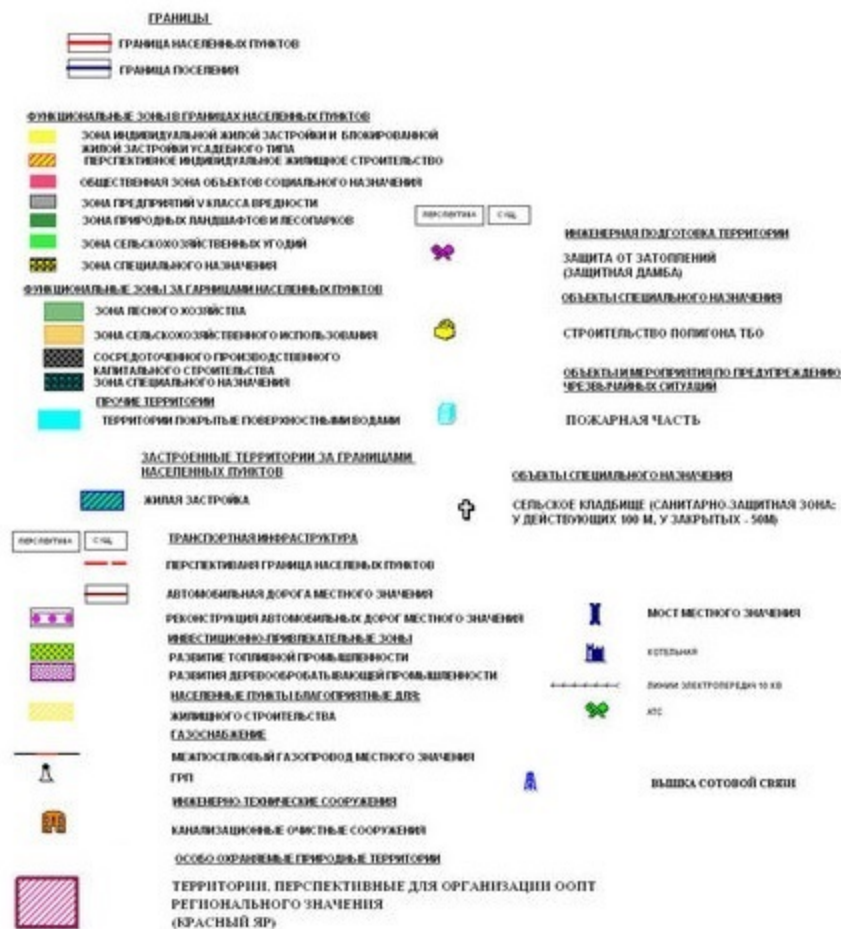 ГРАНИЦЫ
ГРАНИЦА НАСЕЛЁННЫХ ПУНКТОВ
ГРАНИЦА ПОСЕЛЕНИЯ
ФУНКЦИОНАЛЬНЫЕ ЗОНЫ В ГРАНИЦАХ НАСЕЛЕННЫХ ПУНКТОВ
ЗОНА ИНДИВИДУАЛЬНОЙ ЖИЛОЙ ЗАСТРОЙКИ И БЛОКИРОВАННОЙ
ЖИЛОЙ ЗАСТРОЙКИ УСАДЕБНОГО ТИПА
ПЕРСПЕКТИВНОЕ ИНДИВИДУАЛЬНОЕ ЖИЛИЩНОЕ СТРОИТЕЛЬСТВО
ОБЩЕСТВЕННАЯ ЗОНА ОБЪЕКТОВ СОЦИАЛЬНОГО НАЗНАЧЕНИЯ
ЗОНА ПРЕДПРИЯТИЙ V КЛАССА ВРЕДНОСТИ
ЗОНА ПРИРОДНЫХ ЛАНДШАФТОВ И ЛЕСОПАРКОВ
ЗОНА СЕЛЬСКОХОЗЯЙСТВЕННЫХ УГОДИЙ
ЗОНА СПЕЦИАЛЬНОГО НАЗНАЧЕНИЯ
ФУНКЦИОНАЛЬНЫЕ ЗОНЫ ЗА ГАРНИЦАМИ НАСЕЛЕННЫХ ПУНКТОВ
ЗОНА ЛЕСНОГО ХОЗЯЙСТВА
ЗОНА СЕЛЬСКОХОЗЯЙСТВЕННОГО ИСПОЛЬЗОВАНИЯ
СОСРЕДОТОЧЕННОГО ПРОИЗВОДСТВЕННОГО
КАПИТАЛЬНОГО СТРОИТЕЛЬСТВА
ЗОНА СПЕЦИАЛЬНОГО НАЗНАЧЕНИЯ
ПРОЧИЕ ТЕРРИТОРИИ
ТЕРРИТОРИИ ПОКРЫТЫЕ ПОВЕРХНОСТНЫМИ ВОДАМИ
ПЕРСПЕКТИВА СУЩ.
ИНЖЕНЕРНАЯ ПОДГОТОВКА ТЕРРИТОРИИ
ЗАЩИТА ОТ ЗАТОПЛЕНИЙ
(ЗАЩИТНАЯ ДАМБА)
ОБЪЕКТЫ СПЕЦИАЛЬНОГО НАЗНАЧЕНИЯ
СТРОИТЕЛЬСТВО ПОЛИГОНА ТБО
ОБЪЕКТЫ И МЕРОПРИЯТИЯ ПО ПРЕДУПРЕЖДЕНИЮ
ЧРЕЗВЫЧАЙНЫХ СИТУАЦИЙ
ПОЖАРНАЯ ЧАСТЬ
ЗАСТРОЕННЫЕ ТЕРРИТОРИИ ЗА ГРАНИЦАМИ
НАСЕЛЕННЫХ ПУНКТОВ
ЖИЛАЯ ЗАСТРОЙКА
ОБЪЕКТЫ СПЕЦИАЛЬНОГО НАЗНАЧЕНИЯ
СЕЛЬСКОЕ КЛАДБИЩЕ (САНИТАРНО-ЗАЩИТНАЯ ЗОНА:
У ДЕЙСТВУЮЩИХ 100 М, У ЗАКРЫТЫХ - 50М)
ПЕРСПЕКТИВА СУЩ.
ТРАНСПОРТНАЯ ИНФРАСТРУКТУРА
ПЕРСПЕКТИВАНЯ ГРАНИЦА НАСЕЛЕНЫХ ПУНКТОВ
АВТОМОБИЛЬНАЯ ДОРОГА МЕСТНОГО ЗНАЧЕНИЯ
РЕКОНСТРУКЦИЯ АВТОМОБИЛЬНЫХ ДОРОГ МЕСТНОГО ЗНАЧЕНИЯ
ИНВЕСТИЦИОННО-ПРИВЛЕКАТЕЛЬНЫЕ ЗОНЫ
РАЗВИТИЕ ТОПЛИВНОЙ ПРОМЫШЛЕННОСТИ
РАЗВИТИЯ ДЕРЕВООБРОБАТЫВАЮЩЕЙ ПРОМЫШЛЕННОСТИ
НАСЕЛЕННЫЕ ПУНКТЫ БЛАГОПРИЯТНЫЕ ДЛЯ:
ЖИЛИЩНОГО СТРОИТЕЛЬСТВА
ГАЗОСНАБЖЕНИЕ
МЕЖПОСЕЛКОВЫЙ ГАЗОПРОВОД МЕСТНОГО ЗНАЧЕНИЯ
ГРП
ИНЖЕНЕРНО-ТЕХНИЧЕСКИЕ СООРУЖЕНИЯ
КАНАЛИЗАЦИОННЫЕ ОЧИСТНЫЕ СООРУЖЕНИЯ
МОСТ МЕСТНОГО ЗНАЧЕНИЯ
КОТЕЛЬНАЯ
ЛИНИИ ЭЛЕКТРОПЕРЕДАЧ 10 КВ
АТС
ВЫШКА СОТОВОЙ СВЯЗИ
ОСОБО ОХРАНЯЕМЫЕ ПРИРОДНЫЕ ТЕРРИТОРИИ
ТЕРРИТОРИИ, ПЕРСПЕКТИВНЫЕ ДЛЯ ОРГАНИЗАЦИИ ООПТ
РЕГИОНАЛЬНОГО ЗНАЧЕНИЯ
(КРАСНЫЙ ЯР)